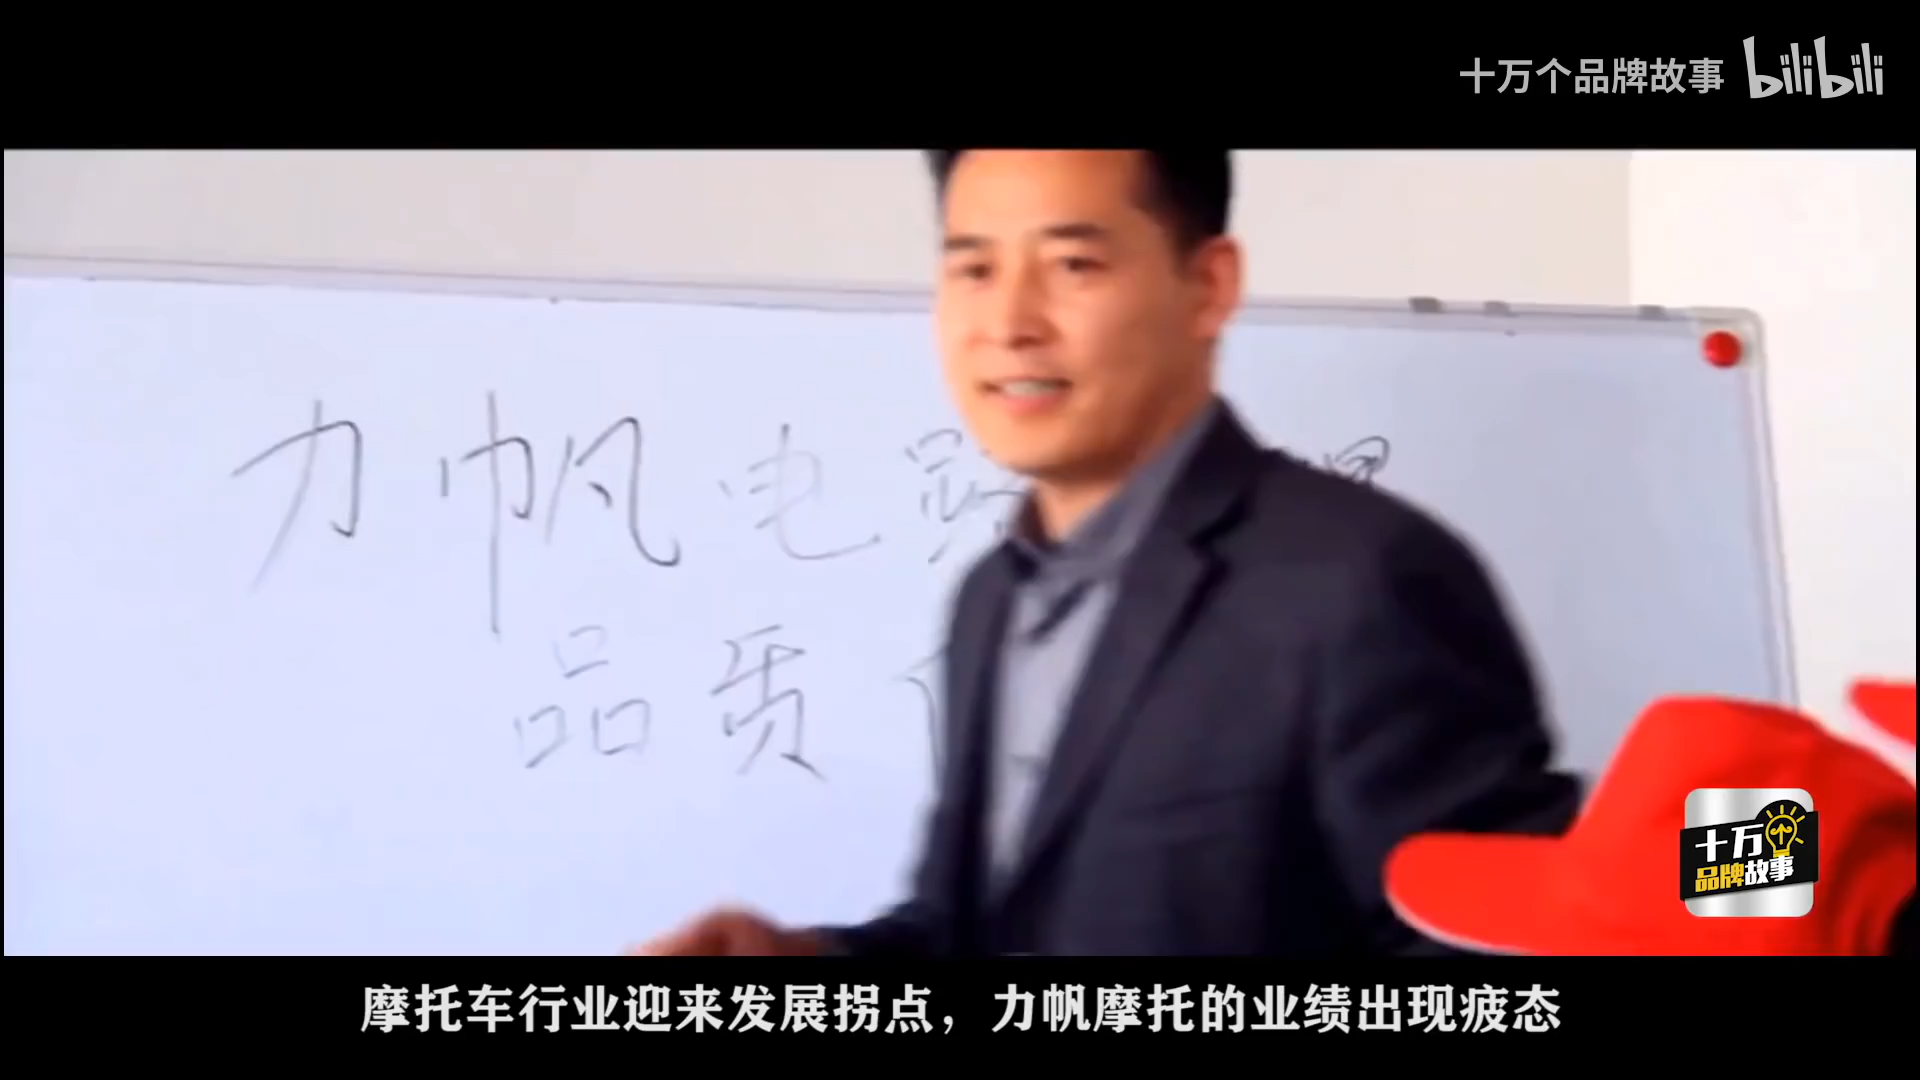 十万个品牌故事 bilibili
力帆电路
品质
十万个
品牌故事
摩托车行业迎来发展拐点，力帆摩托的业绩出现疲态